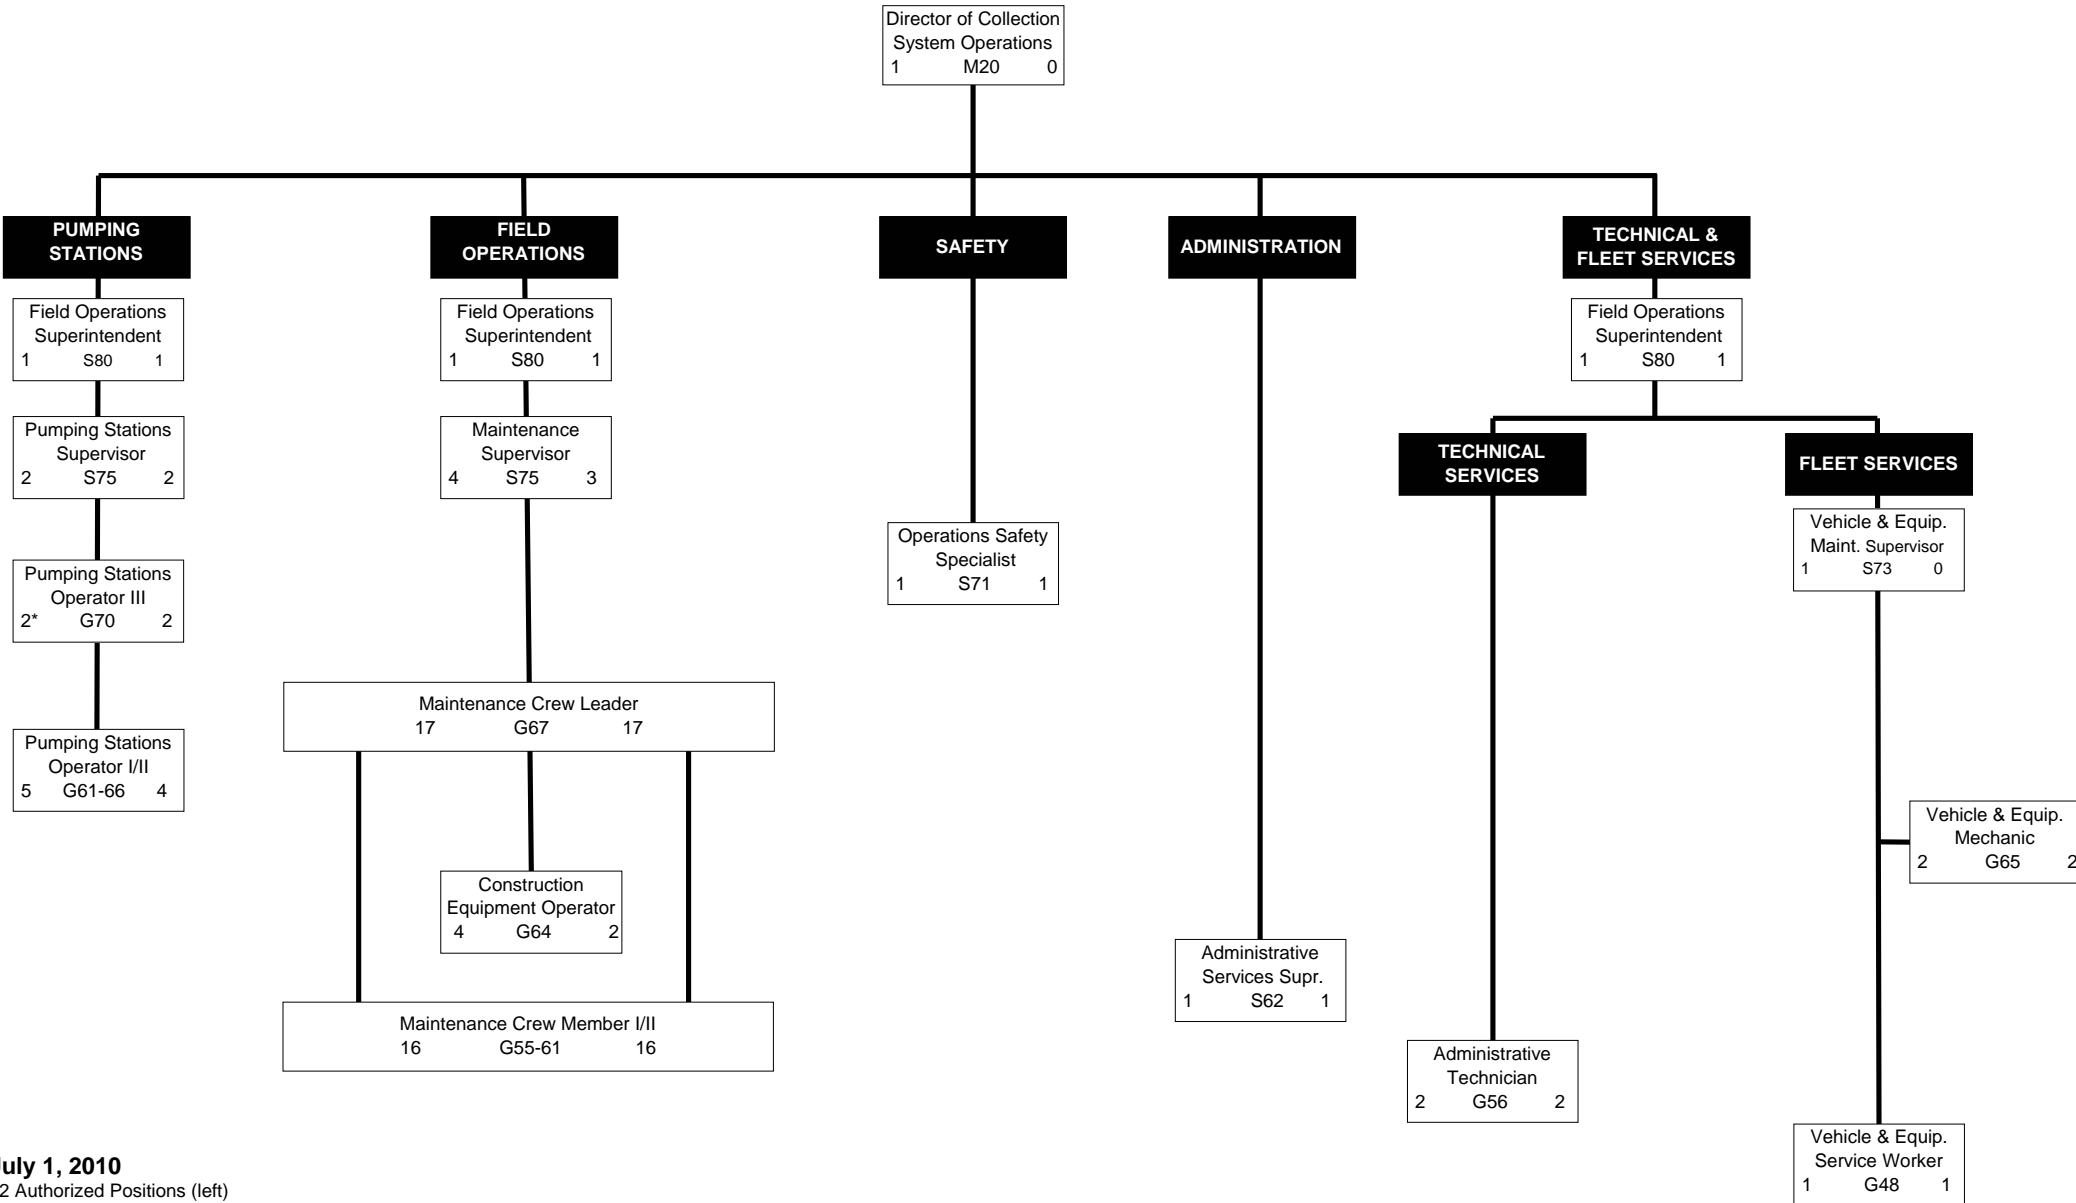 Director of Collection
System Operations
1 M20 0
PUMPING
STATIONS
Field Operations
Superintendent
1 S80 1
Pumping Stations
Supervisor
2 S75 2
Pumping Stations
Operator III
2* G70 2
Pumping Stations
Operator I/II
5 G61-66 4
FIELD
OPERATIONS
Field Operations
Superintendent
1 S80 1
Maintenance
Supervisor
4 S75 3
Maintenance Crew Leader
17 G67 17
Construction
Equipment Operator
4 G64 2
Maintenance Crew Member I/II
16 G55-61 16
SAFETY
Operations Safety
Specialist
1 S71 1
ADMINISTRATION
Administrative
Services Supr.
1 S62 1
TECHNICAL &
FLEET SERVICES
Field Operations
Superintendent
1 S80 1
TECHNICAL
SERVICES
Administrative
Technician
2 G56 2
FLEET SERVICES
Vehicle & Equip.
Maint. Supervisor
1 S73 0
Vehicle & Equip.
Mechanic
2 G65 2
Vehicle & Equip.
Service Worker
1 G48 1
July 1, 2010
2 Authorized Positions (left)